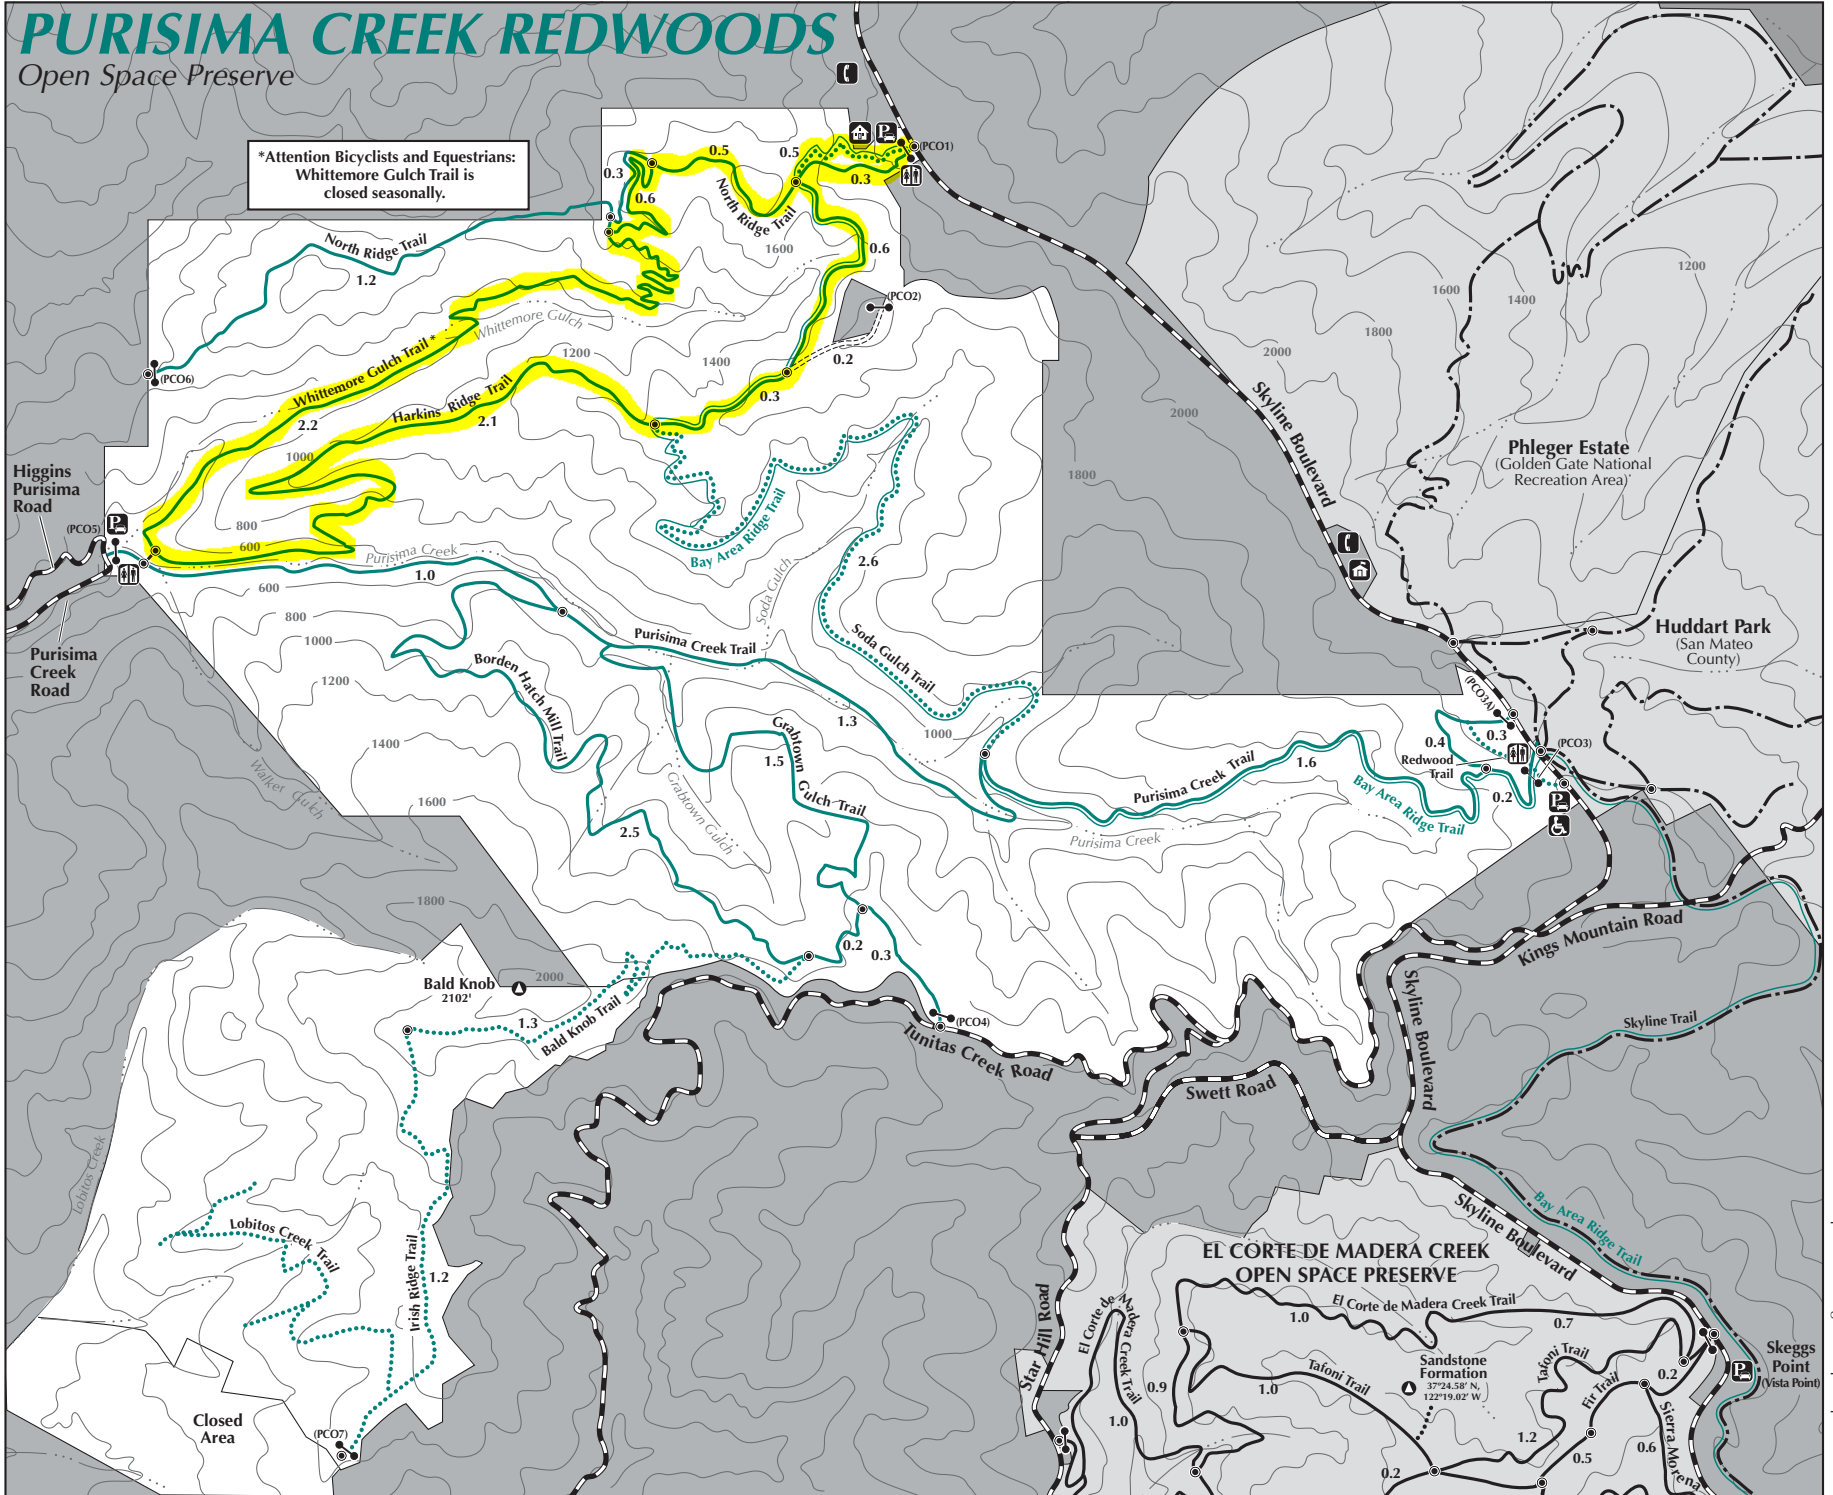 PURISIMA CREEK REDWOODS
Open Space Preserve
*Attention Bicyclists and Equestrians:
Whittemore Gulch Trail is
closed seasonally.
(PCO1)
0.5
0.5
0.3
0.3
0.6
North Ridge Trail
1600
0.6
North Ridge Trail
1.2
(PCO2)
0.2
Whittemore Gulch
1200
1400
0.3
(PCO6)
Whittemore Gulch Trail *
2.2
Harkins Ridge Trail
2.1
1000
800
600
Higgins
Purisima
Road
(PCO5)
Purisima
Creek
Road
Purisima Creek
1.0
600
800
1000
1200
1400
1600
1800
2000
Bay Area Ridge Trail
Soda Gulch
2.6
Soda Gulch Trail
Purisima Creek Trail
1.3
1000
Borden Hatch Mill Trail
2.5
Grabtown Gulch Trail
1.5
Grabtown Gulch
Walker Gulch
Purisima Creek Trail
1.6
Bay Area Ridge Trail
Purisima Creek
0.4
Redwood
Trail
0.3
0.2
(PCO3A)
(PCO3)
Skyline Boulevard
2000
1800
2000
1800
1600
1400
1200
Phleger Estate
(Golden Gate National
Recreation Area)
Huddart Park
(San Mateo
County)
Kings Mountain Road
Skyline Boulevard
Skyline Trail
Bay Area Ridge Trail
Skyline Boulevard
Swett Road
Tunitas Creek Road
(PCO4)
0.2
0.3
Bald Knob
2102'
1.3
Bald Knob Trail
Lobitos Creek
Lobitos Creek Trail
Irish Ridge Trail
1.2
Closed
Area
(PCO7)
Star Hill Road
EL CORTE DE MADERA CREEK
OPEN SPACE PRESERVE
El Corte de Madera Creek Trail
1.0
El Corte de Madera Creek Trail
1.0
0.7
0.9
Tafoni Trail
1.0
Sandstone
Formation
37°24.58' N,
122°19.02' W
Tafoni Trail
1.2
Fir Trail
0.2
0.5
0.6
0.2
Sierra Morena
Skeggs
Point
(Vista Point)